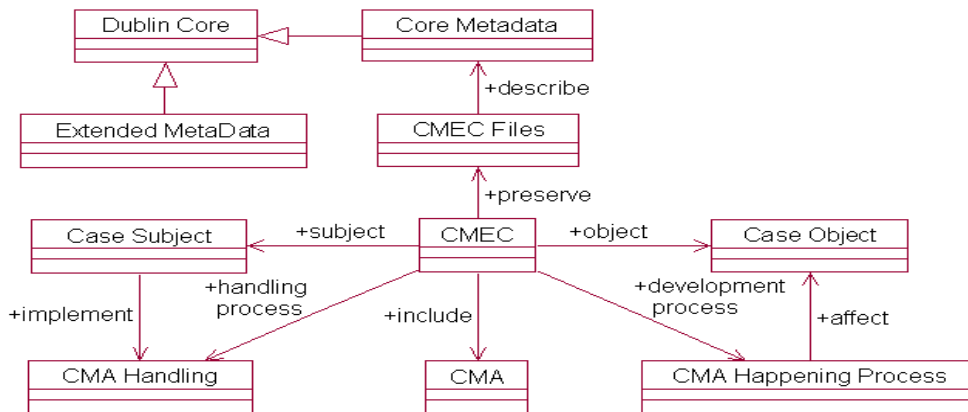 Dublin Core
Core Metadata
+describe
Extended MetaData
CMEC Files
+preserve
Case Subject
+subject
CMEC
+object
Case Object
+implement
+handling
process
+include
+development
process
+affect
CMA Handling
CMA
CMA Happening Process